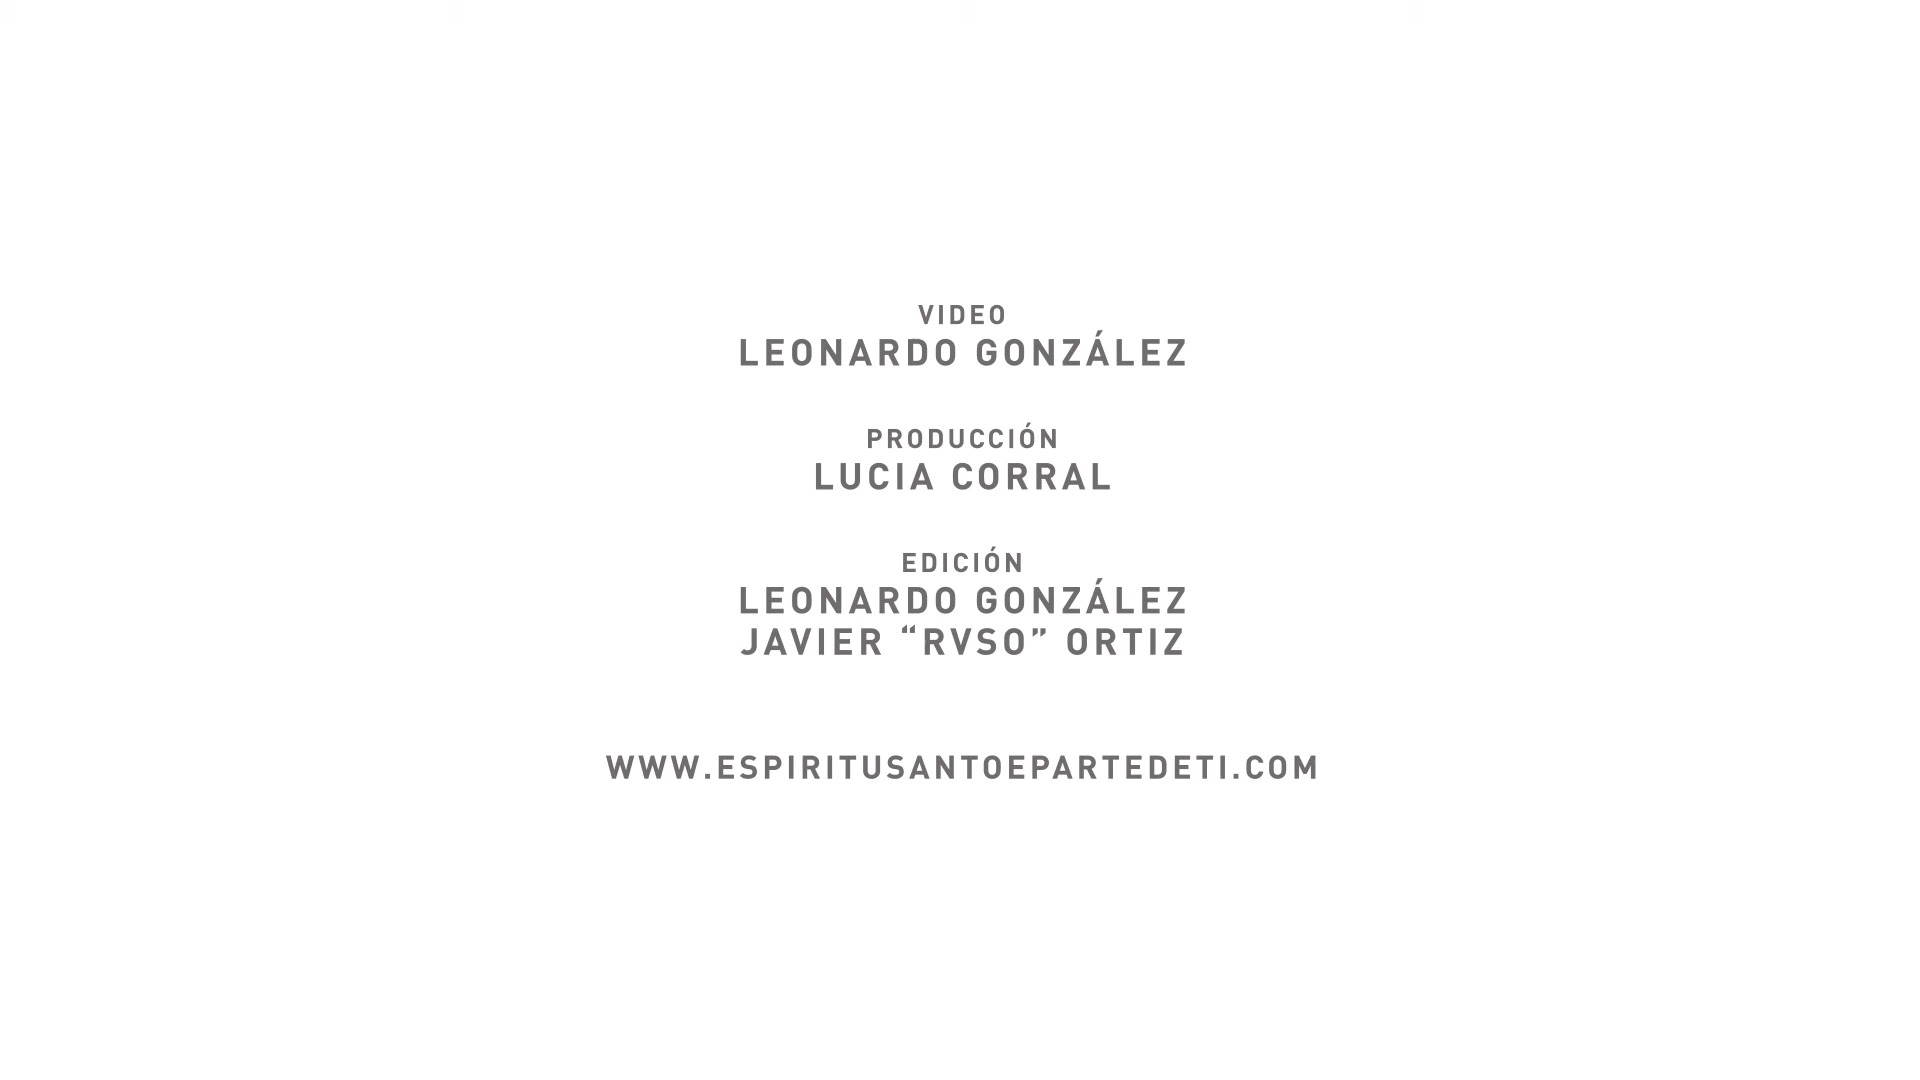 VIDEO
LEONARDO GONZÁLEZ
PRODUCCIÓN
LUCIA CORRAL
EDICIÓN
LEONARDO GONZÁLEZ
JAVIER “RVSO” ORTIZ
WWW.ESPIRITUSANTOEPARTEDETI.COM